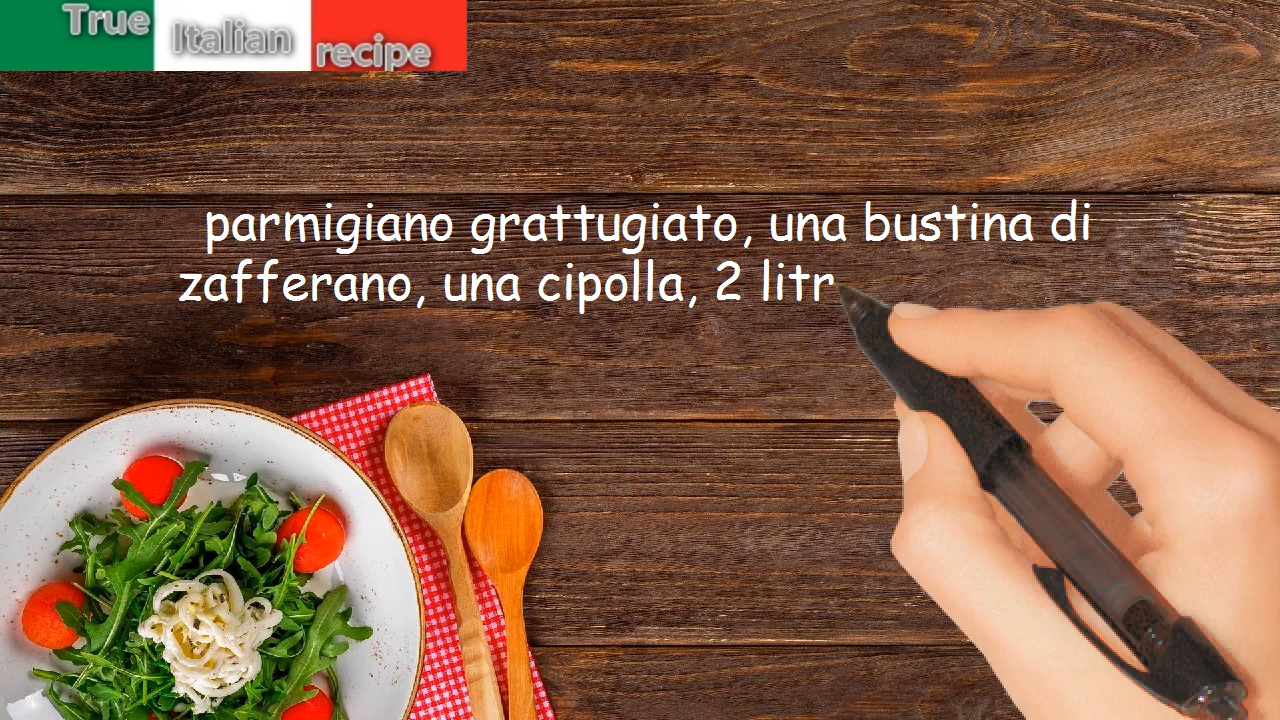 True
Italian
recipe
parmigiano grattugiato, una bustina di
zafferano, una cipolla, 2 litr